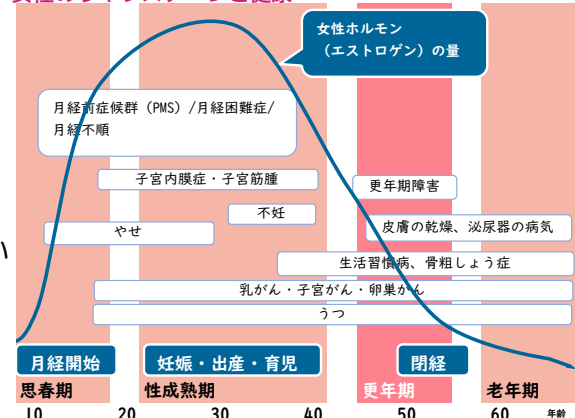 女性ホルモン
（エストロゲン）の量
月経前症候群（PMS）/月経困難症/
月経不順
子宮内膜症・子宮筋腫
更年期障害
不妊
やせ
皮膚の乾燥、泌尿器の病気
生活習慣病、骨粗しょう症
乳がん・子宮がん・卵巣がん
うつ
月経開始
妊娠・出産・育児
閉経
思春期
性成熟期
更年期
老年期
10 20 30 40 50 60 年齢